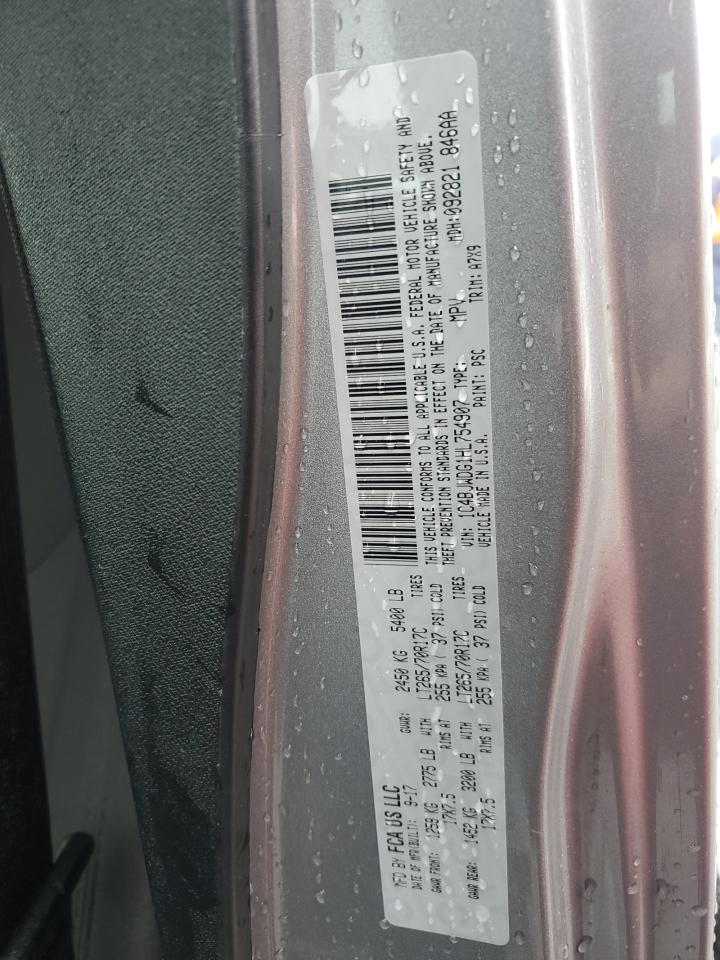 MFD BY FCA US LLC
DATE OF MFR(BUILT): 9-17 GVWR: 2450 KG 5400 LB
GAWR FRONT: 1259 KG 2775 LB WITH LT265/70R17C TIRES
17X7.5 RIMS AT 255 KPA ( 37 PSI) COLD
GAWR REAR: 1452 KG 3200 LB WITH LT265/70R17C TIRES
17X7.5 RIMS AT 255 KPA ( 37 PSI) COLD
THIS VEHICLE CONFORMS TO ALL APPLICABLE U.S.A. FEDERAL MOTOR VEHICLE SAFETY AND
THEFT PREVENTION STANDARDS IN EFFECT ON THE DATE OF MANUFACTURE SHOWN ABOVE.
VIN: 1C4BJWDG1HL754907 TYPE: MPV MDH:092821 846AA
VEHICLE MADE IN U.S.A. PAINT: PSC TRIM: A7X9